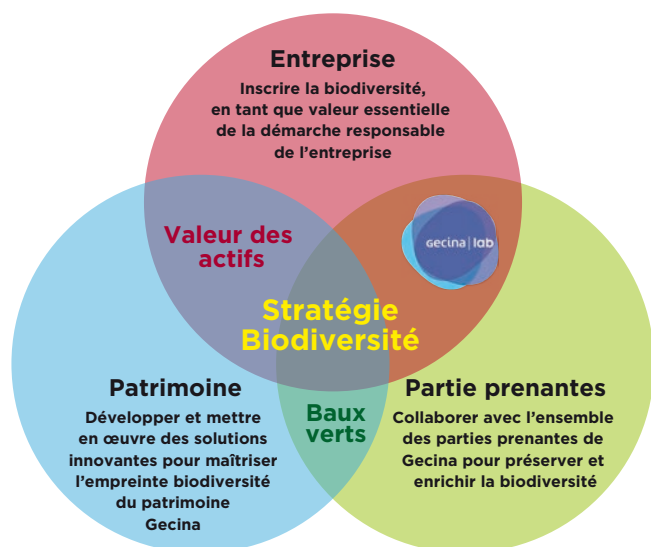 Entreprise
Inscrire la biodiversité,
en tant que valeur essentielle
de la démarche responsable
de l'entreprise
Valeur des
actifs
gecina | lab
Stratégie
Biodiversité
Patrimoine
Développer et mettre
en œuvre des solutions
innovantes pour maîtriser
l'empreinte biodiversité
du patrimoine
Gecina
Baux
verts
Partie prenantes
Collaborer avec l'ensemble
des parties prenantes de
Gecina pour préserver et
enrichir la biodiversité